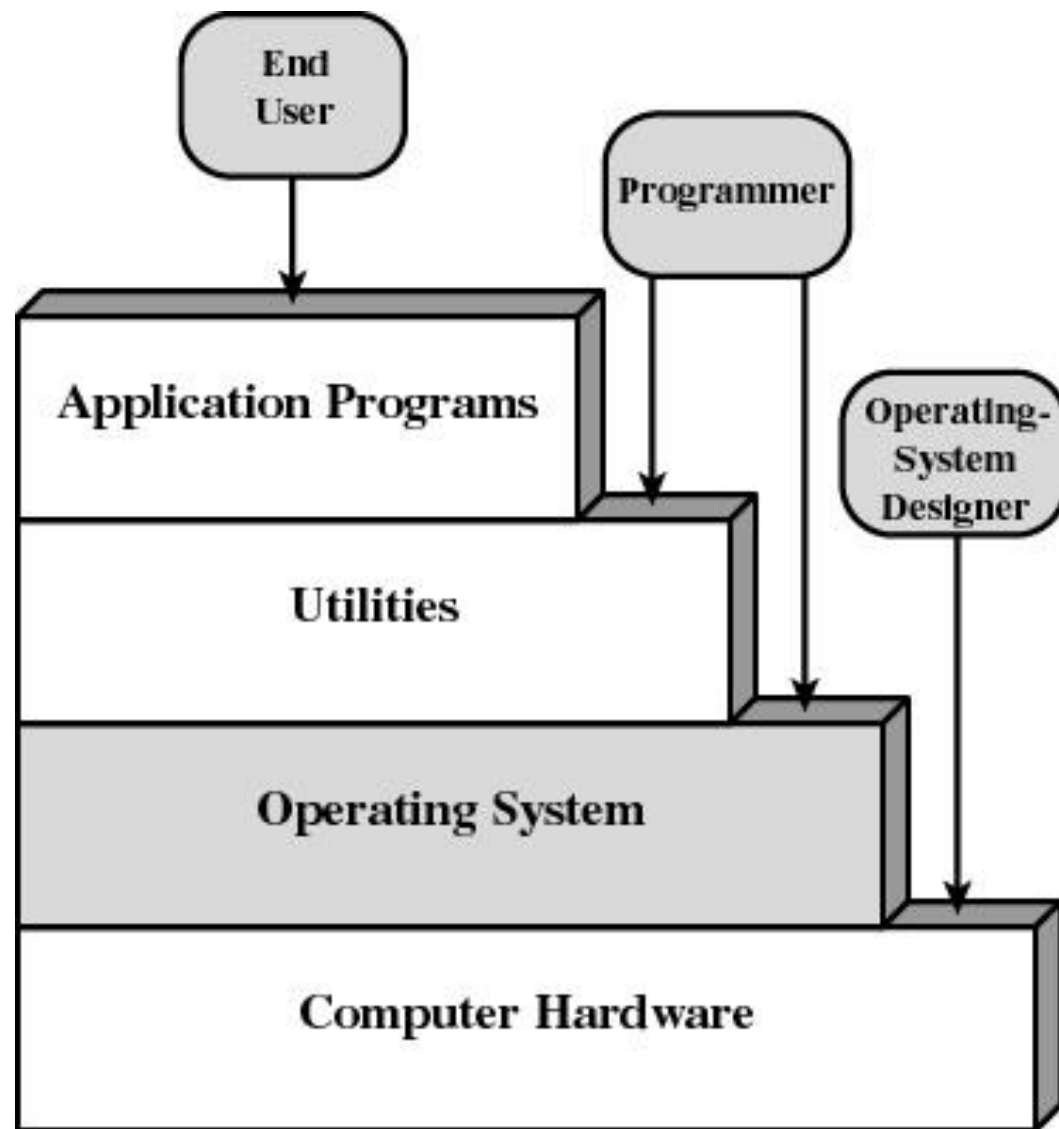 End
User
Programmer
Application Programs
Operating-
System
Designer
Utilities
Operating System
Computer Hardware